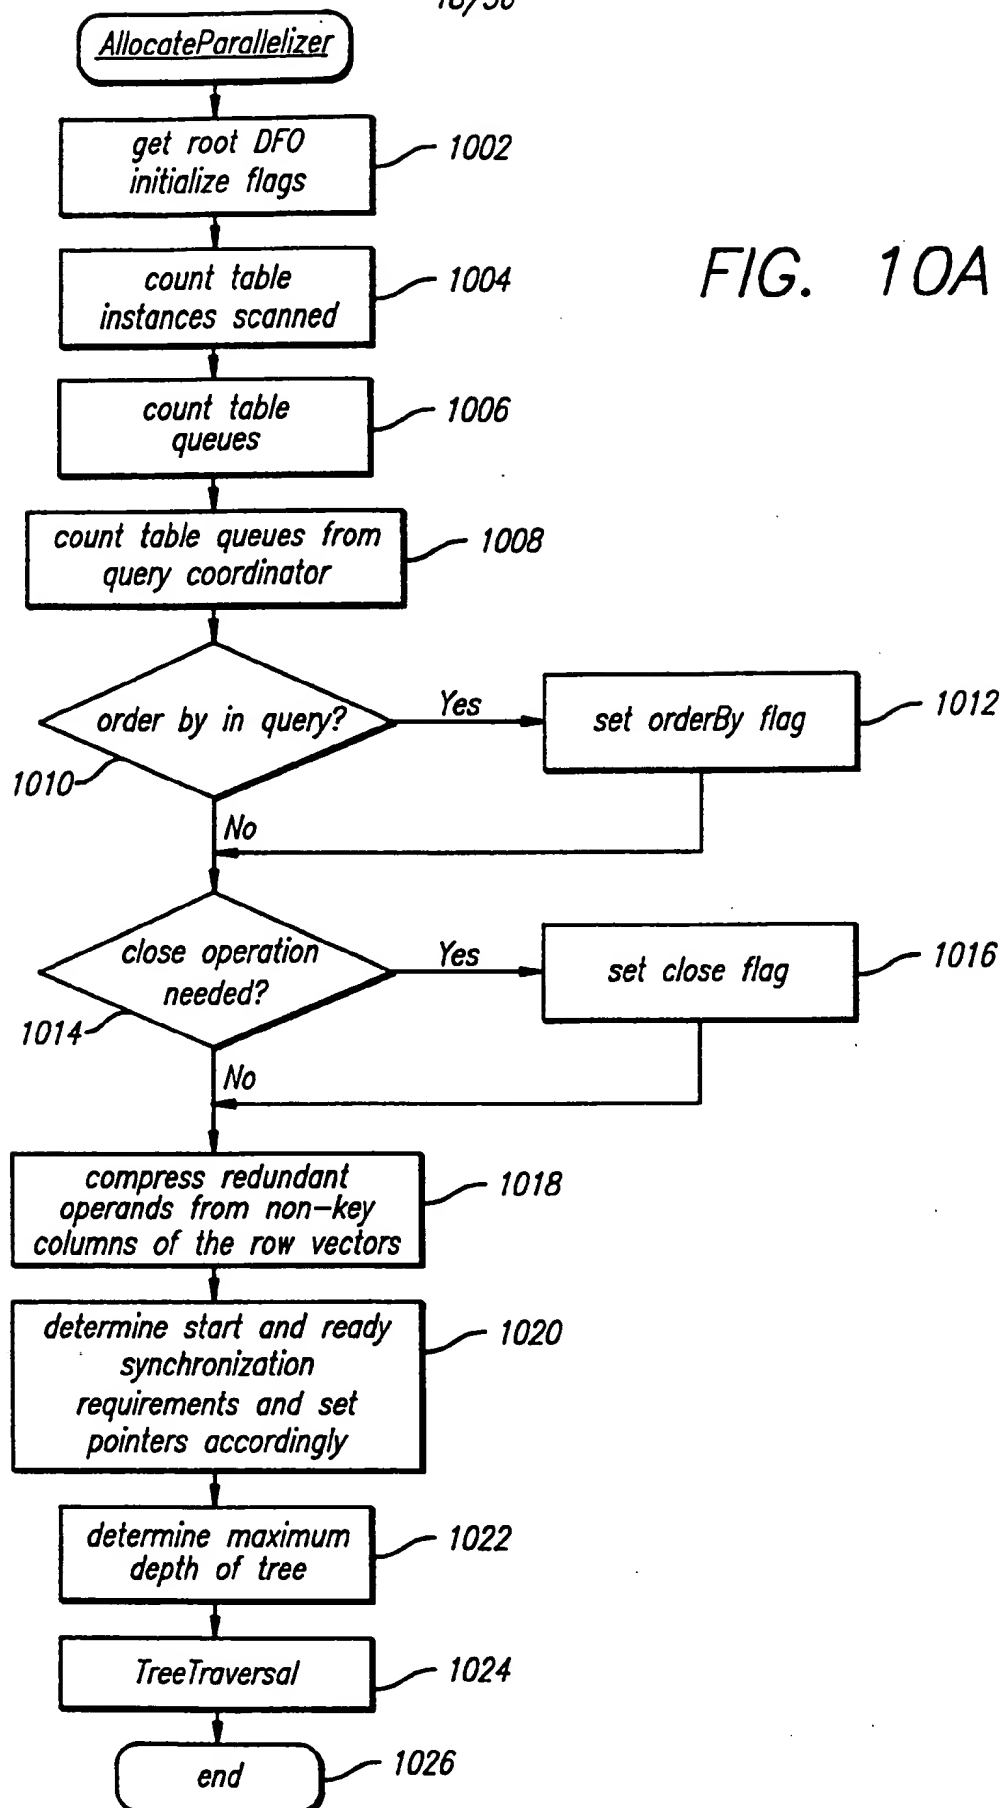 AllocateParallelizer
get root DFO
initialize flags
1002
count table
instances scanned
1004
FIG. 10A
count table
queues
1006
count table queues from
query coordinator
1008
order by in query?
1010
Yes
set orderBy flag
1012
No
close operation
needed?
1014
Yes
set close flag
1016
No
compress redundant
operands from non-key
columns of the row vectors
1018
determine start and ready
synchronization
requirements and set
pointers accordingly
1020
determine maximum
depth of tree
1022
TreeTraversal
1024
end
1026